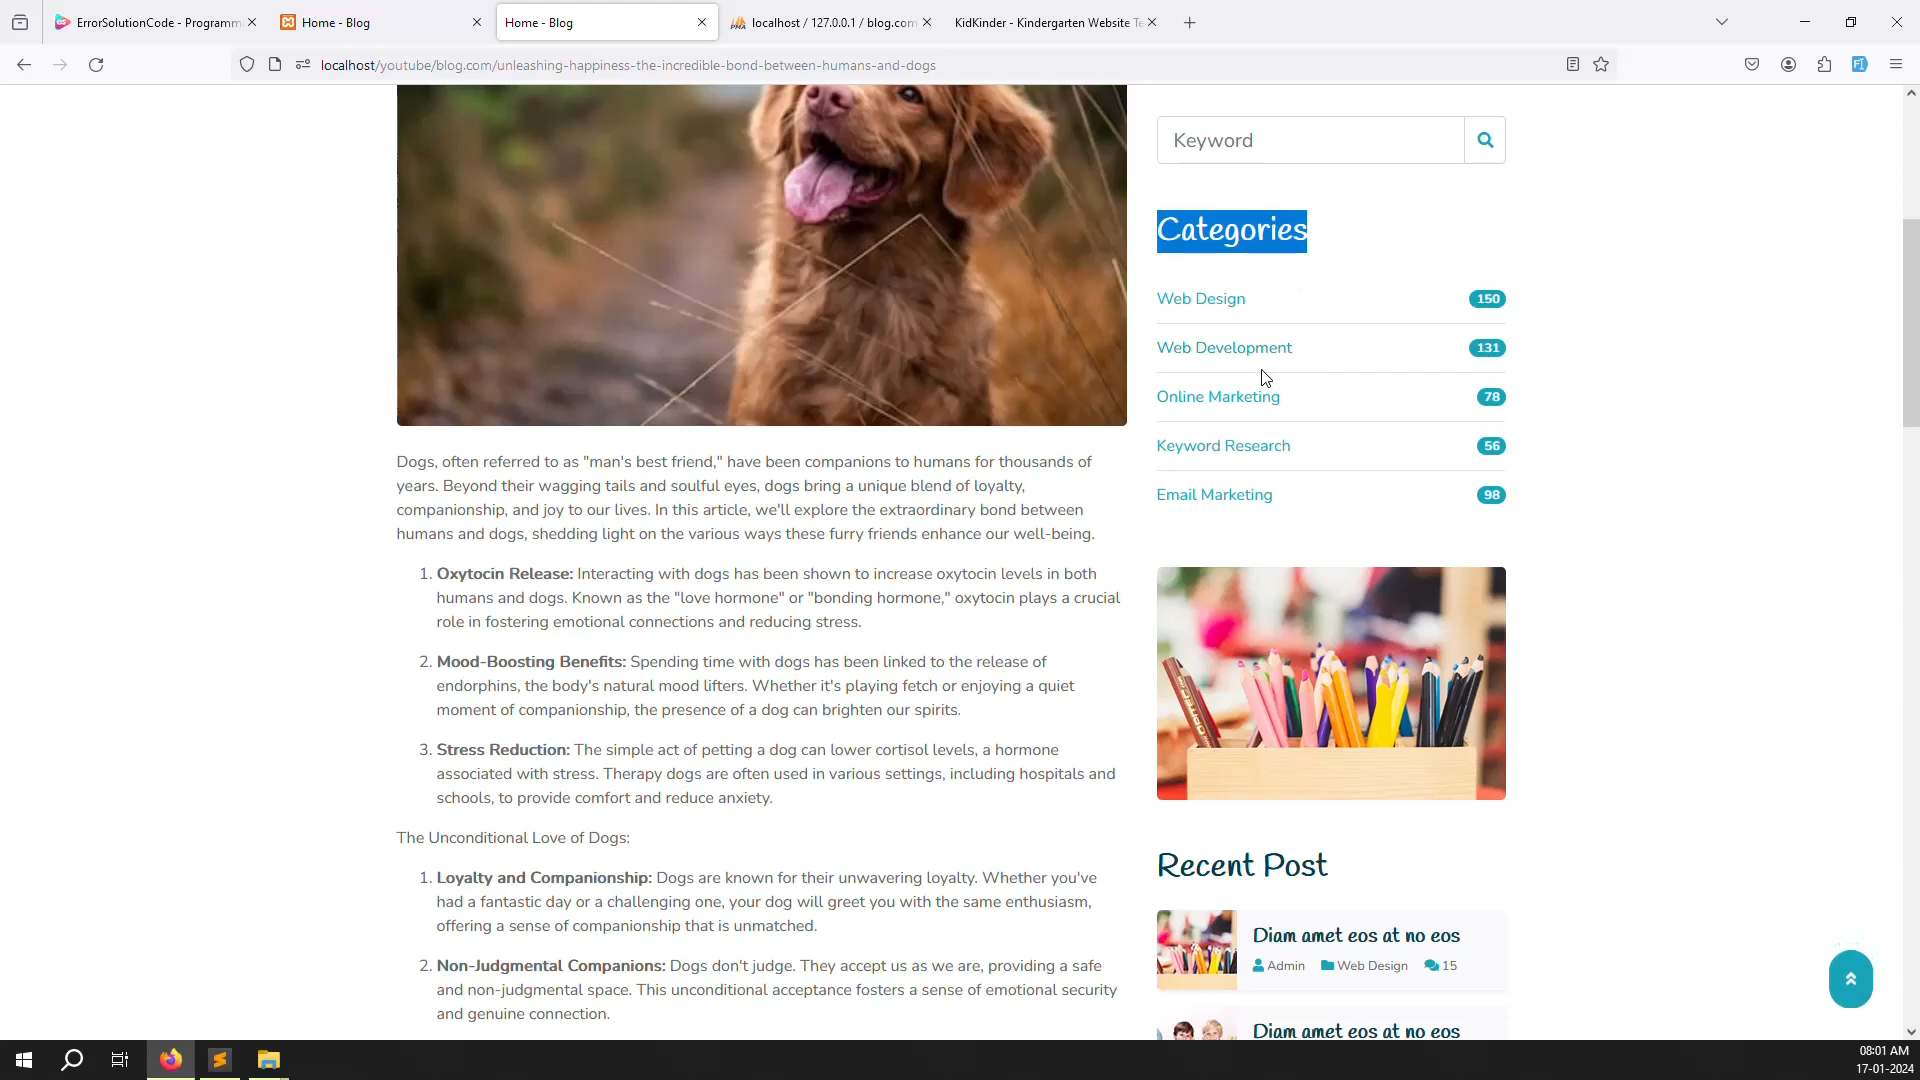 ErrorSolutionCode - Programm
Home - Blog
Home - Blog
localhost / 127.0.0.1 / blog.com
KidKinder - Kindergarten Website Te
localhost/youtube/blog.com/unleashing-happiness-the-incredible-bond-between-humans-and-dogs
Keyword
Categories
Web Design 150
Web Development 131
Online Marketing 78
Keyword Research 56
Email Marketing 98
Dogs, often referred to as "man's best friend," have been companions to humans for thousands of
years. Beyond their wagging tails and soulful eyes, dogs bring a unique blend of loyalty,
companionship, and joy to our lives. In this article, we'll explore the extraordinary bond between
humans and dogs, shedding light on the various ways these furry friends enhance our well-being.
1. Oxytocin Release: Interacting with dogs has been shown to increase oxytocin levels in both
humans and dogs. Known as the "love hormone" or "bonding hormone," oxytocin plays a crucial
role in fostering emotional connections and reducing stress.
2. Mood-Boosting Benefits: Spending time with dogs has been linked to the release of
endorphins, the body's natural mood lifters. Whether it's playing fetch or enjoying a quiet
moment of companionship, the presence of a dog can brighten our spirits.
3. Stress Reduction: The simple act of petting a dog can lower cortisol levels, a hormone
associated with stress. Therapy dogs are often used in various settings, including hospitals and
schools, to provide comfort and reduce anxiety.
The Unconditional Love of Dogs:
1. Loyalty and Companionship: Dogs are known for their unwavering loyalty. Whether you've
had a fantastic day or a challenging one, your dog will greet you with the same enthusiasm,
offering a sense of companionship that is unmatched.
2. Non-Judgmental Companions: Dogs don't judge. They accept us as we are, providing a safe
and non-judgmental space. This unconditional acceptance fosters a sense of emotional security
and genuine connection.
Recent Post
Diam amet eos at no eos
Admin Web Design 15
Diam amet eos at no eos
08:01 AM
17-01-2024